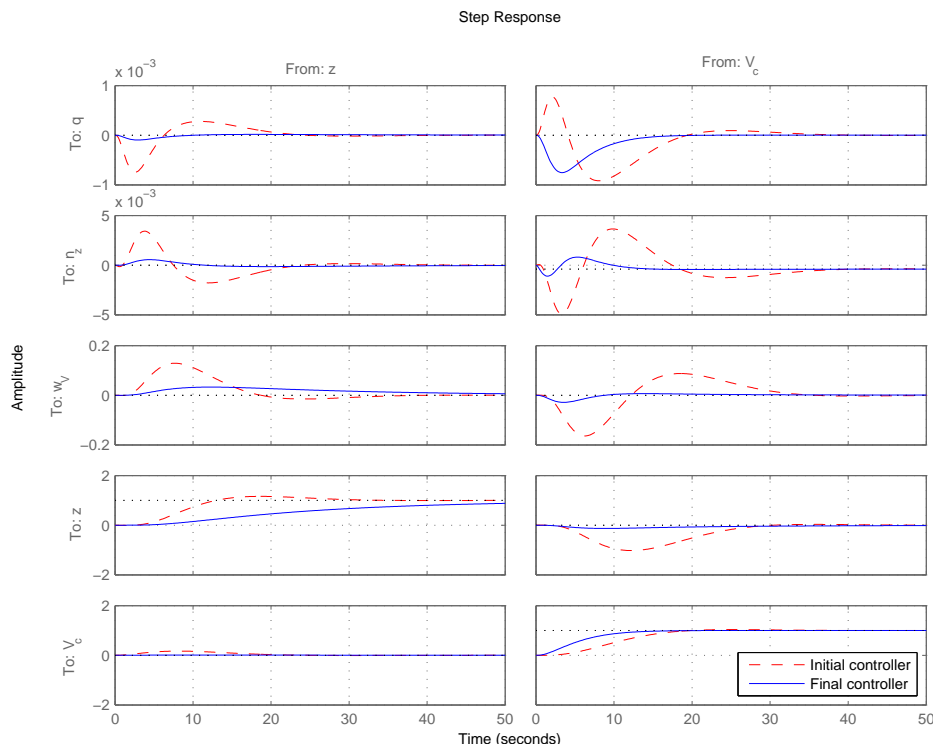 Step Response
From: z
From: V_c
x 10^-3
1
0
-1
To: q
x 10^-3
5
0
-5
To: n_z
0.2
0
-0.2
To: w_V
2
0
-2
To: z
2
0
-2
To: V_c
Amplitude
Initial controller
Final controller
0 10 20 30 40 50
0 10 20 30 40 50
Time (seconds)